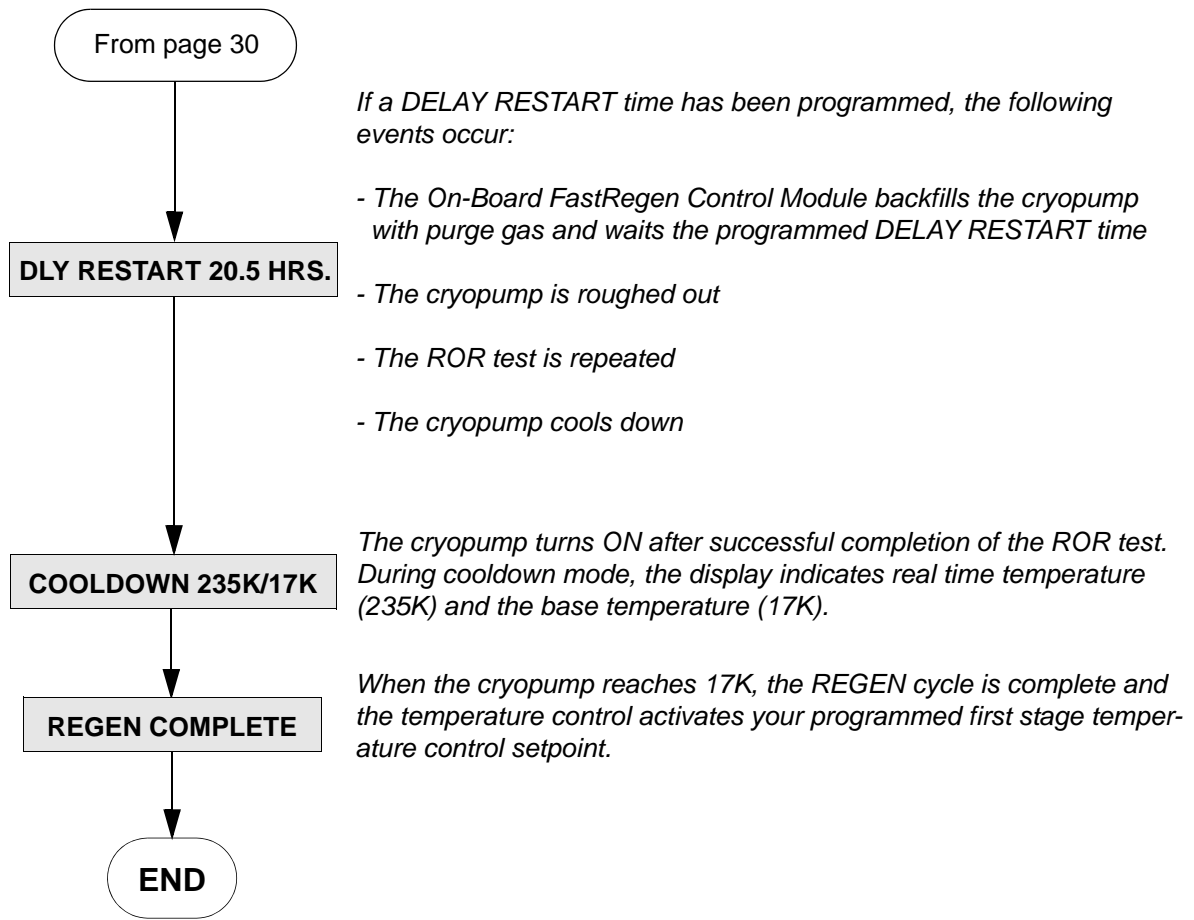 From page 30
If a DELAY RESTART time has been programmed, the following
events occur:
- The On-Board FastRegen Control Module backfills the cryopump
with purge gas and waits the programmed DELAY RESTART time
DLY RESTART 20.5 HRS.
- The cryopump is roughed out
- The ROR test is repeated
- The cryopump cools down
The cryopump turns ON after successful completion of the ROR test.
During cooldown mode, the display indicates real time temperature
(235K) and the base temperature (17K).
COOLDOWN 235K/17K
When the cryopump reaches 17K, the REGEN cycle is complete and
the temperature control activates your programmed first stage temper-
ature control setpoint.
REGEN COMPLETE
END